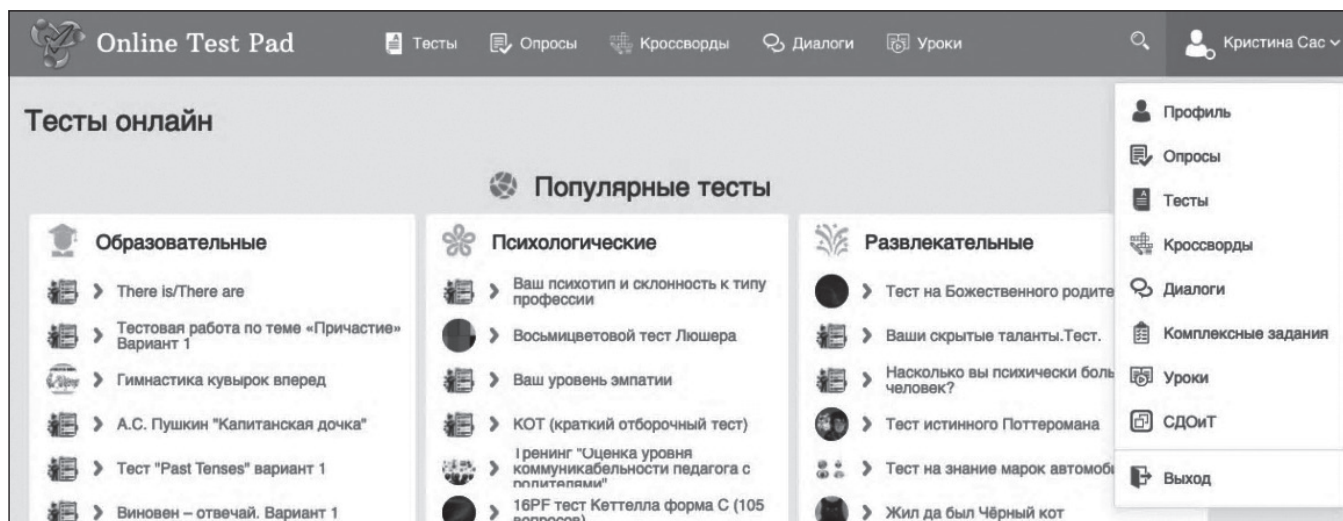 Online Test Pad
Тесты
Опросы
Кроссворды
Диалоги
Уроки
Кристина Сас
Тесты онлайн
Популярные тесты
Образовательные
There is/There are
Тестовая работа по теме «Причастие»
Вариант 1
Гимнастика кувырок вперед
А.С. Пушкин "Капитанская дочка"
Тест "Past Tenses" вариант 1
Виновен – отвечай. Вариант 1
Психологические
Ваш психотип и склонность к типу
профессии
Восьмицветовой тест Люшера
Ваш уровень эмпатии
КОТ (краткий отборочный тест)
Тренинг "Оценка уровня
коммуникабельности педагога с
родителями"
16PF тест Кеттелла форма С (105
вопросов)
Развлекательные
Тест на Божественного родите
Ваши скрытые таланты.Тест.
Насколько вы психически боль
человек?
Тест истинного Поттеромана
Тест на знание марок автомоби
Жил да был Чёрный кот
Профиль
Опросы
Тесты
Кроссворды
Диалоги
Комплексные задания
Уроки
СДОиТ
Выход